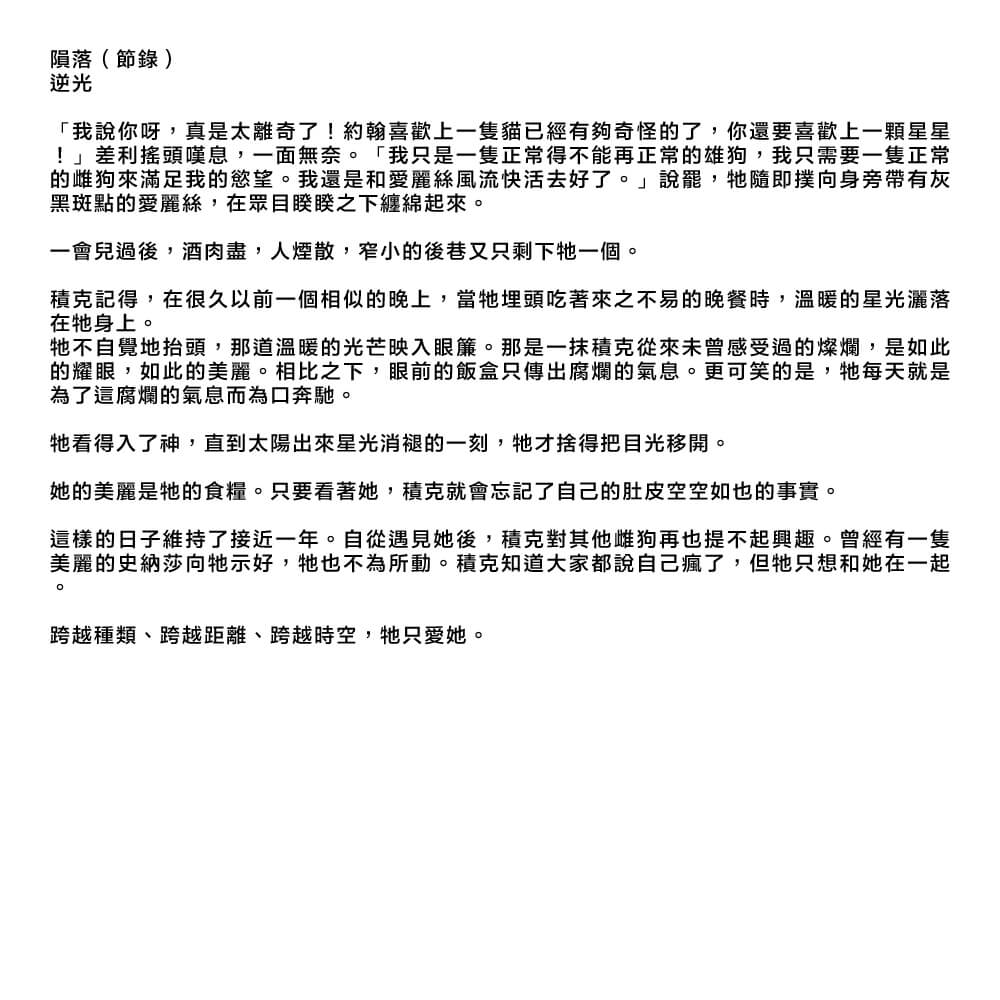 隕落（節錄）
逆光
「我說你呀，真是太離奇了！約翰喜歡上一隻貓已經有夠奇怪的了，你還要喜歡上一顆星星
！」差利搖頭嘆息，一面無奈。「我只是一隻正常得不能再正常的雄狗，我只需要一隻正常
的雌狗來滿足我的慾望。我還是和愛麗絲風流快活去好了。」說罷，牠隨即撲向身旁帶有灰
黑斑點的愛麗絲，在眾目睽睽之下纏綿起來。
一會兒過後，酒肉盡，人煙散，窄小的後巷又只剩下牠一個。
積克記得，在很久以前一個相似的晚上，當牠埋頭吃著來之不易的晚餐時，溫暖的星光灑落
在牠身上。
牠不自覺地抬頭，那道溫暖的光芒映入眼簾。那是一抹積克從來未曾感受過的燦爛，是如此
的耀眼，如此的美麗。相比之下，眼前的飯盒只傳出腐爛的氣息。更可笑的是，牠每天就是
為了這腐爛的氣息而為口奔馳。
牠看得入了神，直到太陽出來星光消褪的一刻，牠才捨得把目光移開。
她的美麗是牠的食糧。只要看著她，積克就會忘記了自己的肚皮空空如也的事實。
這樣的日子維持了接近一年。自從遇見她後，積克對其他雌狗再也提不起興趣。曾經有一隻
美麗的史納莎向牠示好，牠也不為所動。積克知道大家都說自己瘋了，但牠只想和她在一起
。
跨越種類、跨越距離、跨越時空，牠只愛她。